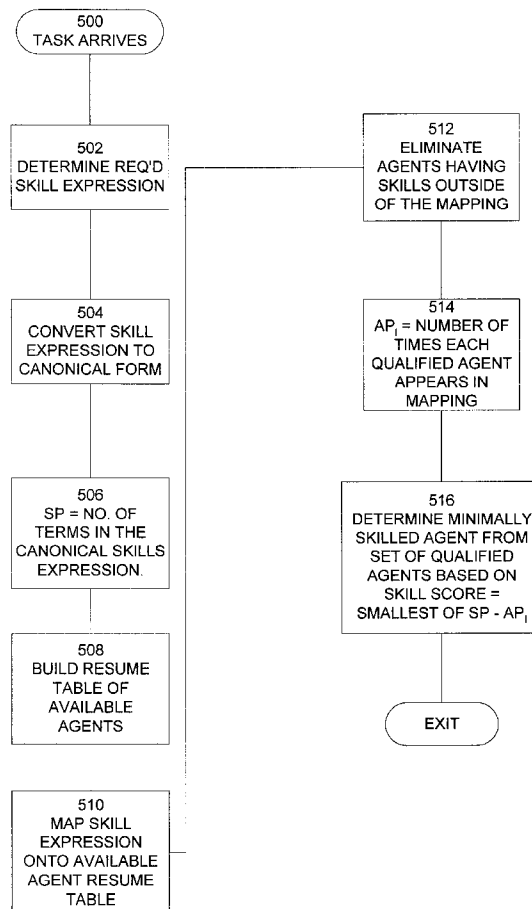 500
TASK ARRIVES
502
DETERMINE REQ'D
SKILL EXPRESSION
504
CONVERT SKILL
EXPRESSION TO
CANONICAL FORM
506
SP = NO. OF
TERMS IN THE
CANONICAL SKILLS
EXPRESSION.
508
BUILD RESUME
TABLE OF
AVAILABLE
AGENTS
510
MAP SKILL
EXPRESSION
ONTO AVAILABLE
AGENT RESUME
TABLE
512
ELIMINATE
AGENTS HAVING
SKILLS OUTSIDE
OF THE MAPPING
514
API = NUMBER OF
TIMES EACH
QUALIFIED AGENT
APPEARS IN
MAPPING
516
DETERMINE MINIMALLY
SKILLED AGENT FROM
SET OF QUALIFIED
AGENTS BASED ON
SKILL SCORE =
SMALLEST OF SP - API
EXIT